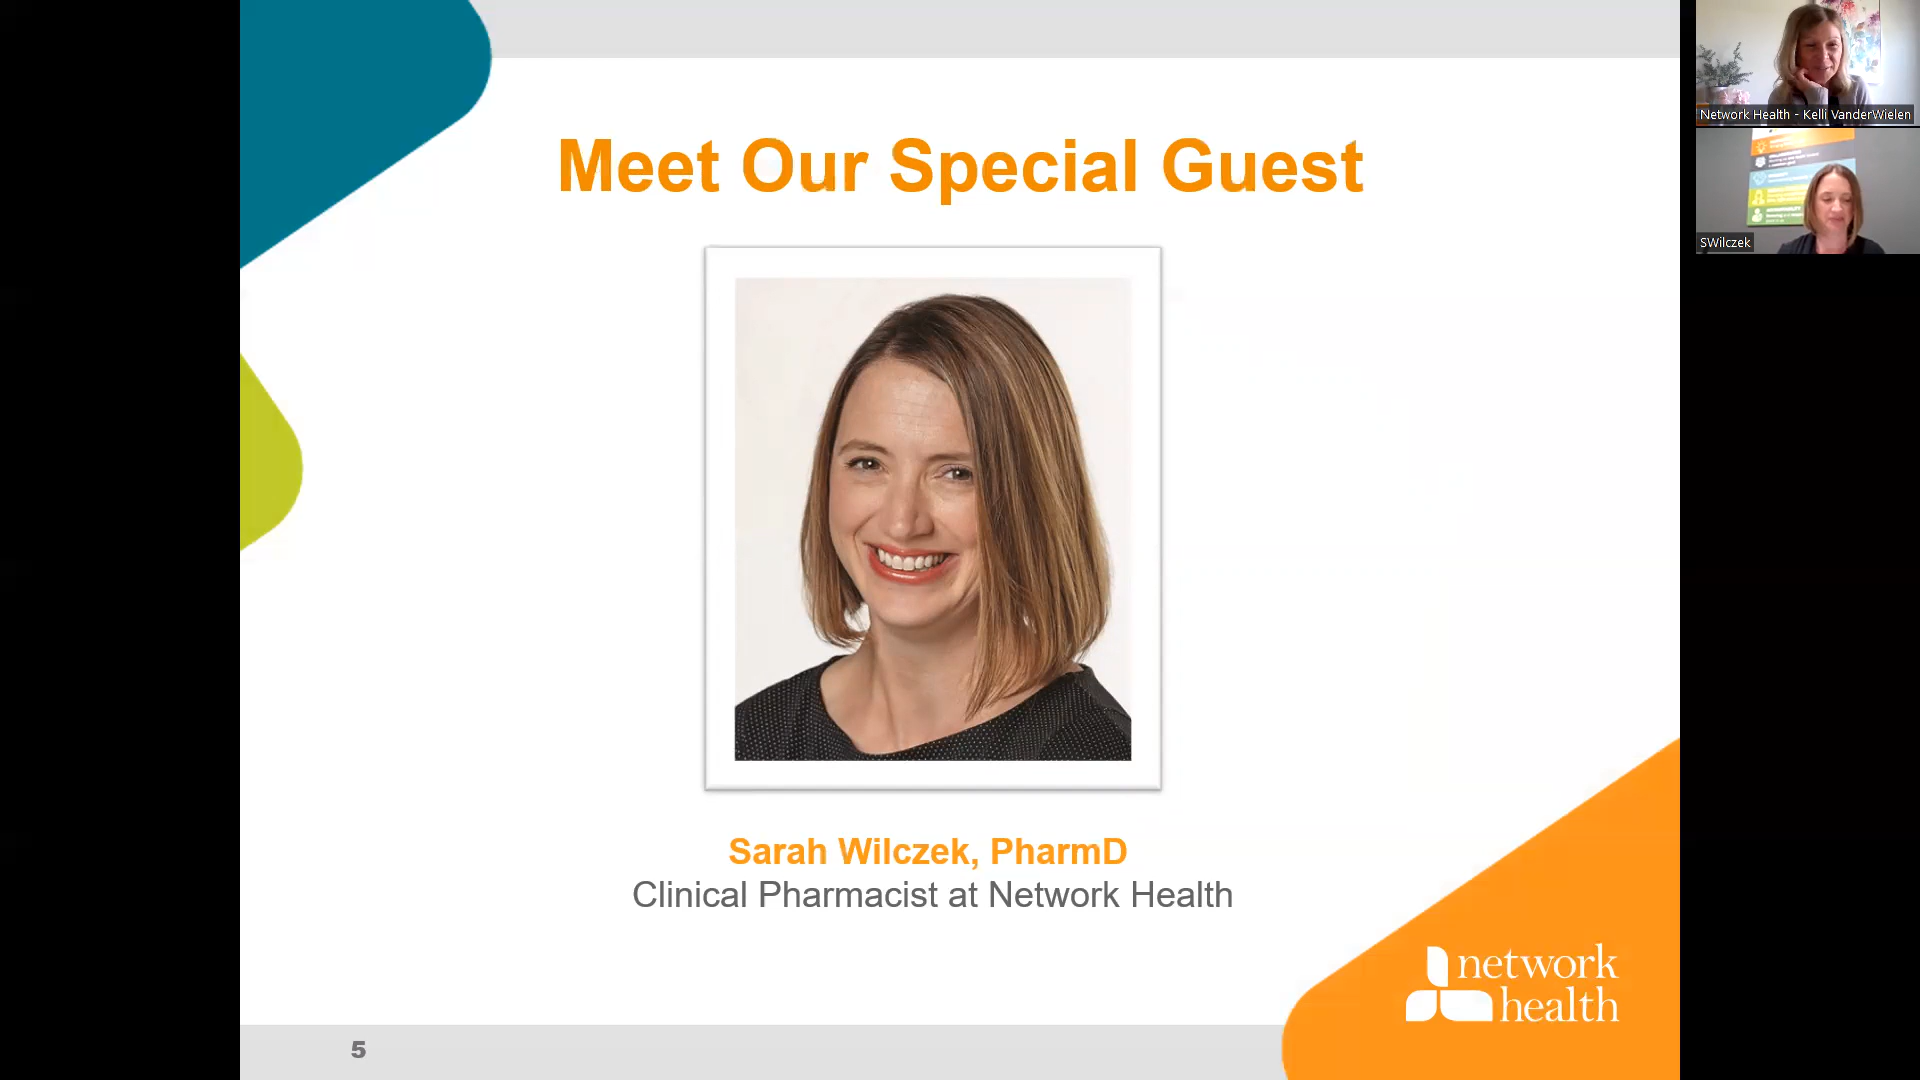 Meet Our Special Guest
Sarah Wilczek, PharmD
Clinical Pharmacist at Network Health
network
health
5
Network Health - Kelli VanderWielen
SWilczek